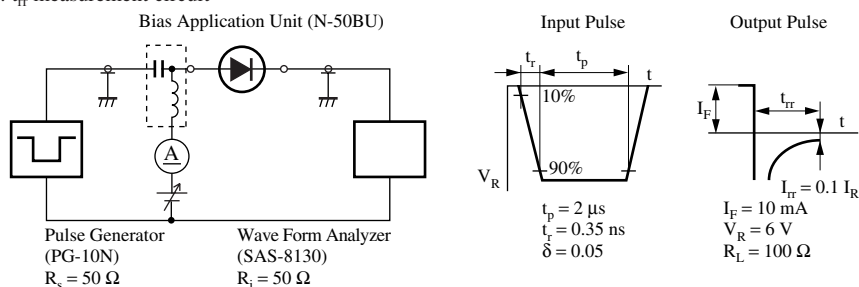 t_rr measurement circuit
Bias Application Unit (N-50BU)
A
Pulse Generator
(PG-10N)
R_s = 50 Ω
Wave Form Analyzer
(SAS-8130)
R_i = 50 Ω
Input Pulse
t_r
t_p
t
10%
90%
V_R
t_p = 2 μs
t_r = 0.35 ns
δ = 0.05
Output Pulse
I_F
t_rr
t
I_rr = 0.1 I_R
I_F = 10 mA
V_R = 6 V
R_L = 100 Ω